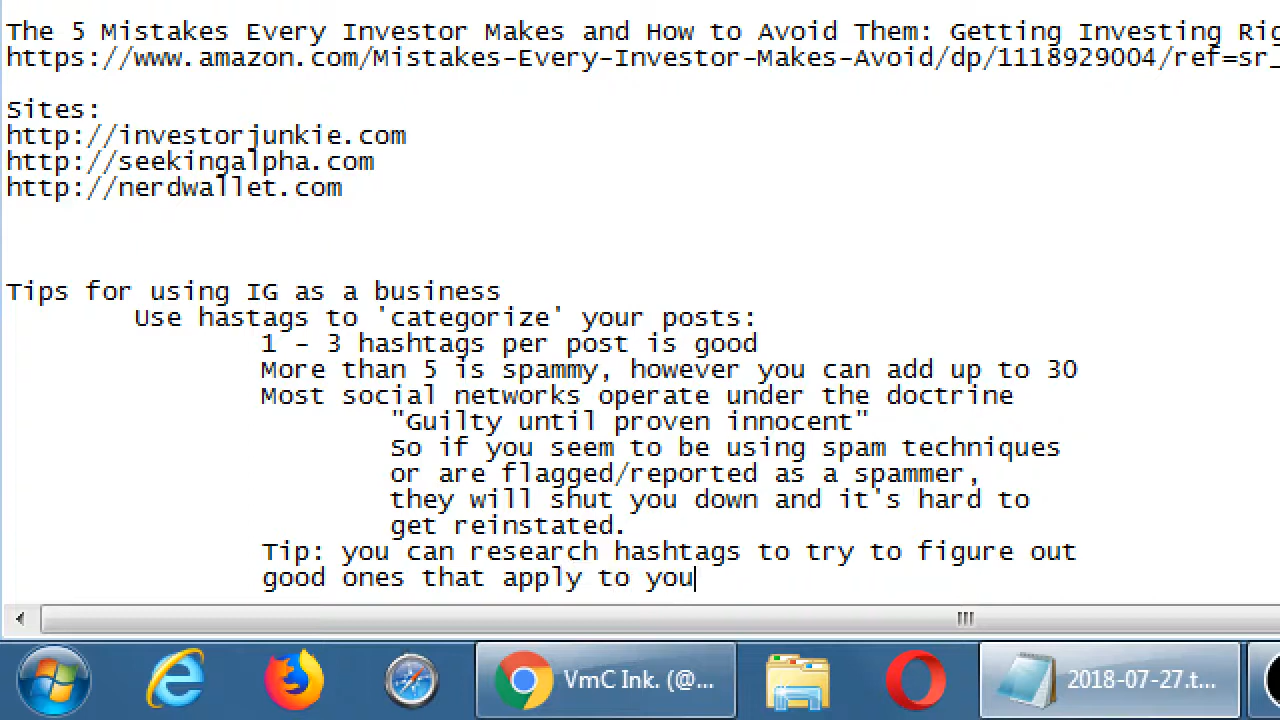 The 5 Mistakes Every Investor Makes and How to Avoid Them: Getting Investing Rig
https://www.amazon.com/Mistakes-Every-Investor-Makes-Avoid/dp/1118929004/ref=sr_
Sites:
http://investorjunkie.com
http://seekingalpha.com
http://nerdwallet.com
Tips for using IG as a business
Use hastags to 'categorize' your posts:
1 - 3 hashtags per post is good
More than 5 is spammy, however you can add up to 30
Most social networks operate under the doctrine
"Guilty until proven innocent"
So if you seem to be using spam techniques
or are flagged/reported as a spammer,
they will shut you down and it's hard to
get reinstated.
Tip: you can research hashtags to try to figure out
good ones that apply to you
VmC Ink. (@... 2018-07-27.t...